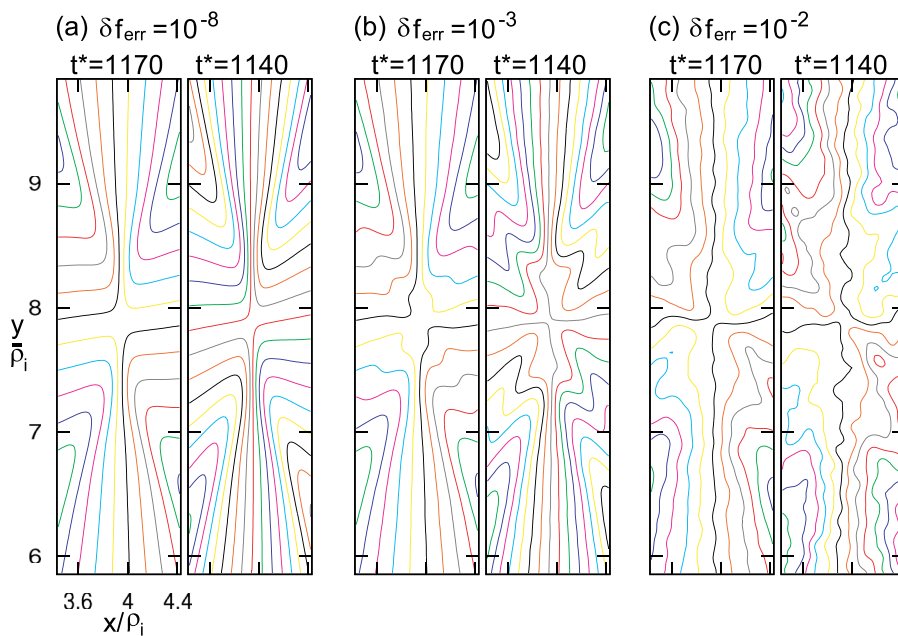 (a) δf_err =10^-8
(b) δf_err =10^-3
(c) δf_err =10^-2
t*=1170 t*=1140
t*=1170 t*=1140
t*=1170 t*=1140
9
8
y
ρ̄_i
7
6
3.6 4 4.4
x/ρ_i